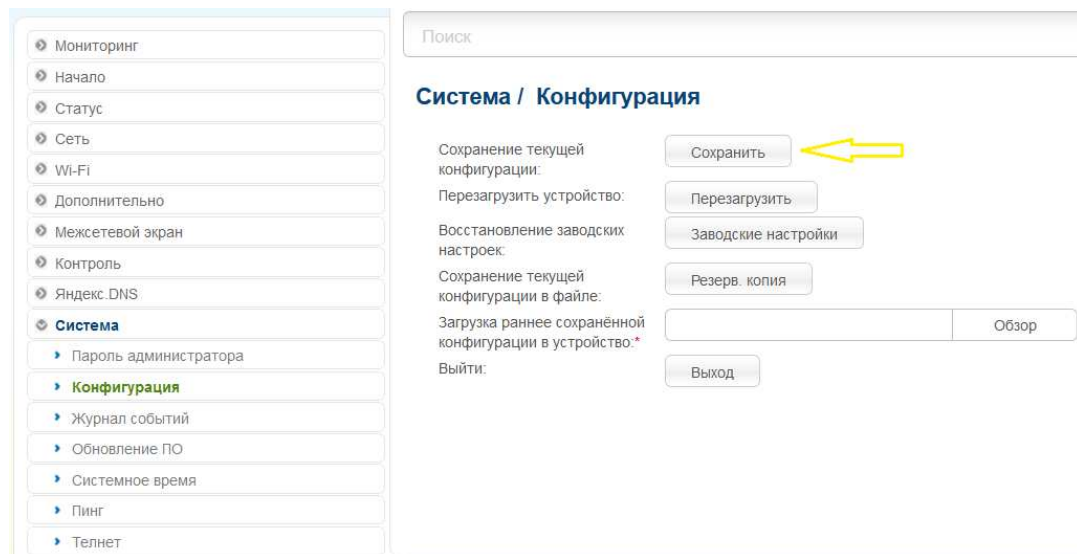 Мониторинг
Начало
Статус
Сеть
Wi-Fi
Дополнительно
Межсетевой экран
Контроль
Яндекс.DNS
Система
Пароль администратора
Конфигурация
Журнал событий
Обновление ПО
Системное время
Пинг
Телнет
Поиск
Система / Конфигурация
Сохранение текущей
конфигурации:
Сохранить
Перезагрузить устройство:
Перезагрузить
Восстановление заводских
настроек:
Заводские настройки
Сохранение текущей
конфигурации в файле:
Резерв. копия
Загрузка раннее сохранённой
конфигурации в устройство:*
Обзор
Выйти:
Выход